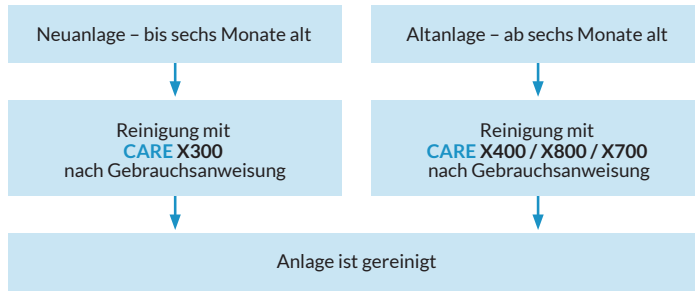 Neuanlage – bis sechs Monate alt
Altanlage – ab sechs Monate alt
Reinigung mit
CARE X300
nach Gebrauchsanweisung
Reinigung mit
CARE X400 / X800 / X700
nach Gebrauchsanweisung
Anlage ist gereinigt